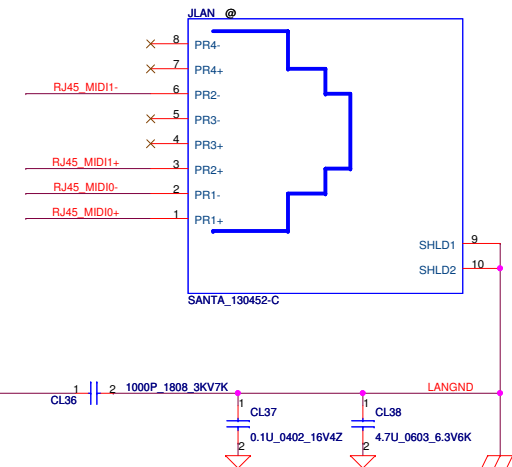 JLAN @
8 PR4-
7 PR4+
RJ45_MIDI1- 6 PR2-
5 PR3-
4 PR3+
RJ45_MIDI1+ 3 PR2+
RJ45_MIDI0- 2 PR1-
RJ45_MIDI0+ 1 PR1+
SHLD1 9
SHLD2 10
SANTA_130452-C
1 2 1000P_1808_3KV7K LANGND
CL36
1 CL37 1 CL38
0.1U_0402_16V4Z 4.7U_0603_6.3V6K
2 2